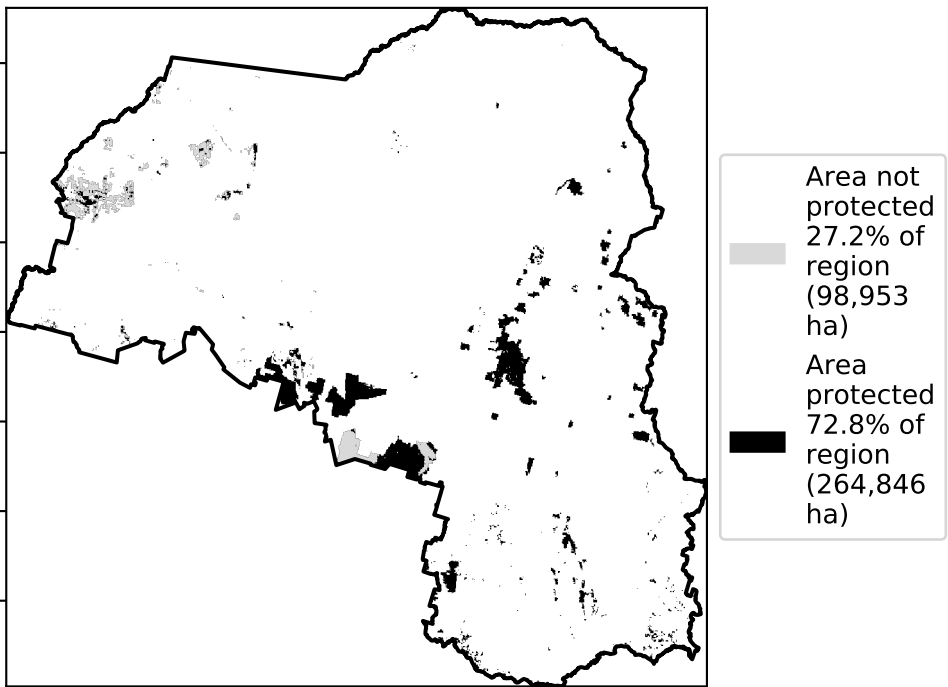 Area not
protected
27.2% of
region
(98,953
ha)
Area
protected
72.8% of
region
(264,846
ha)